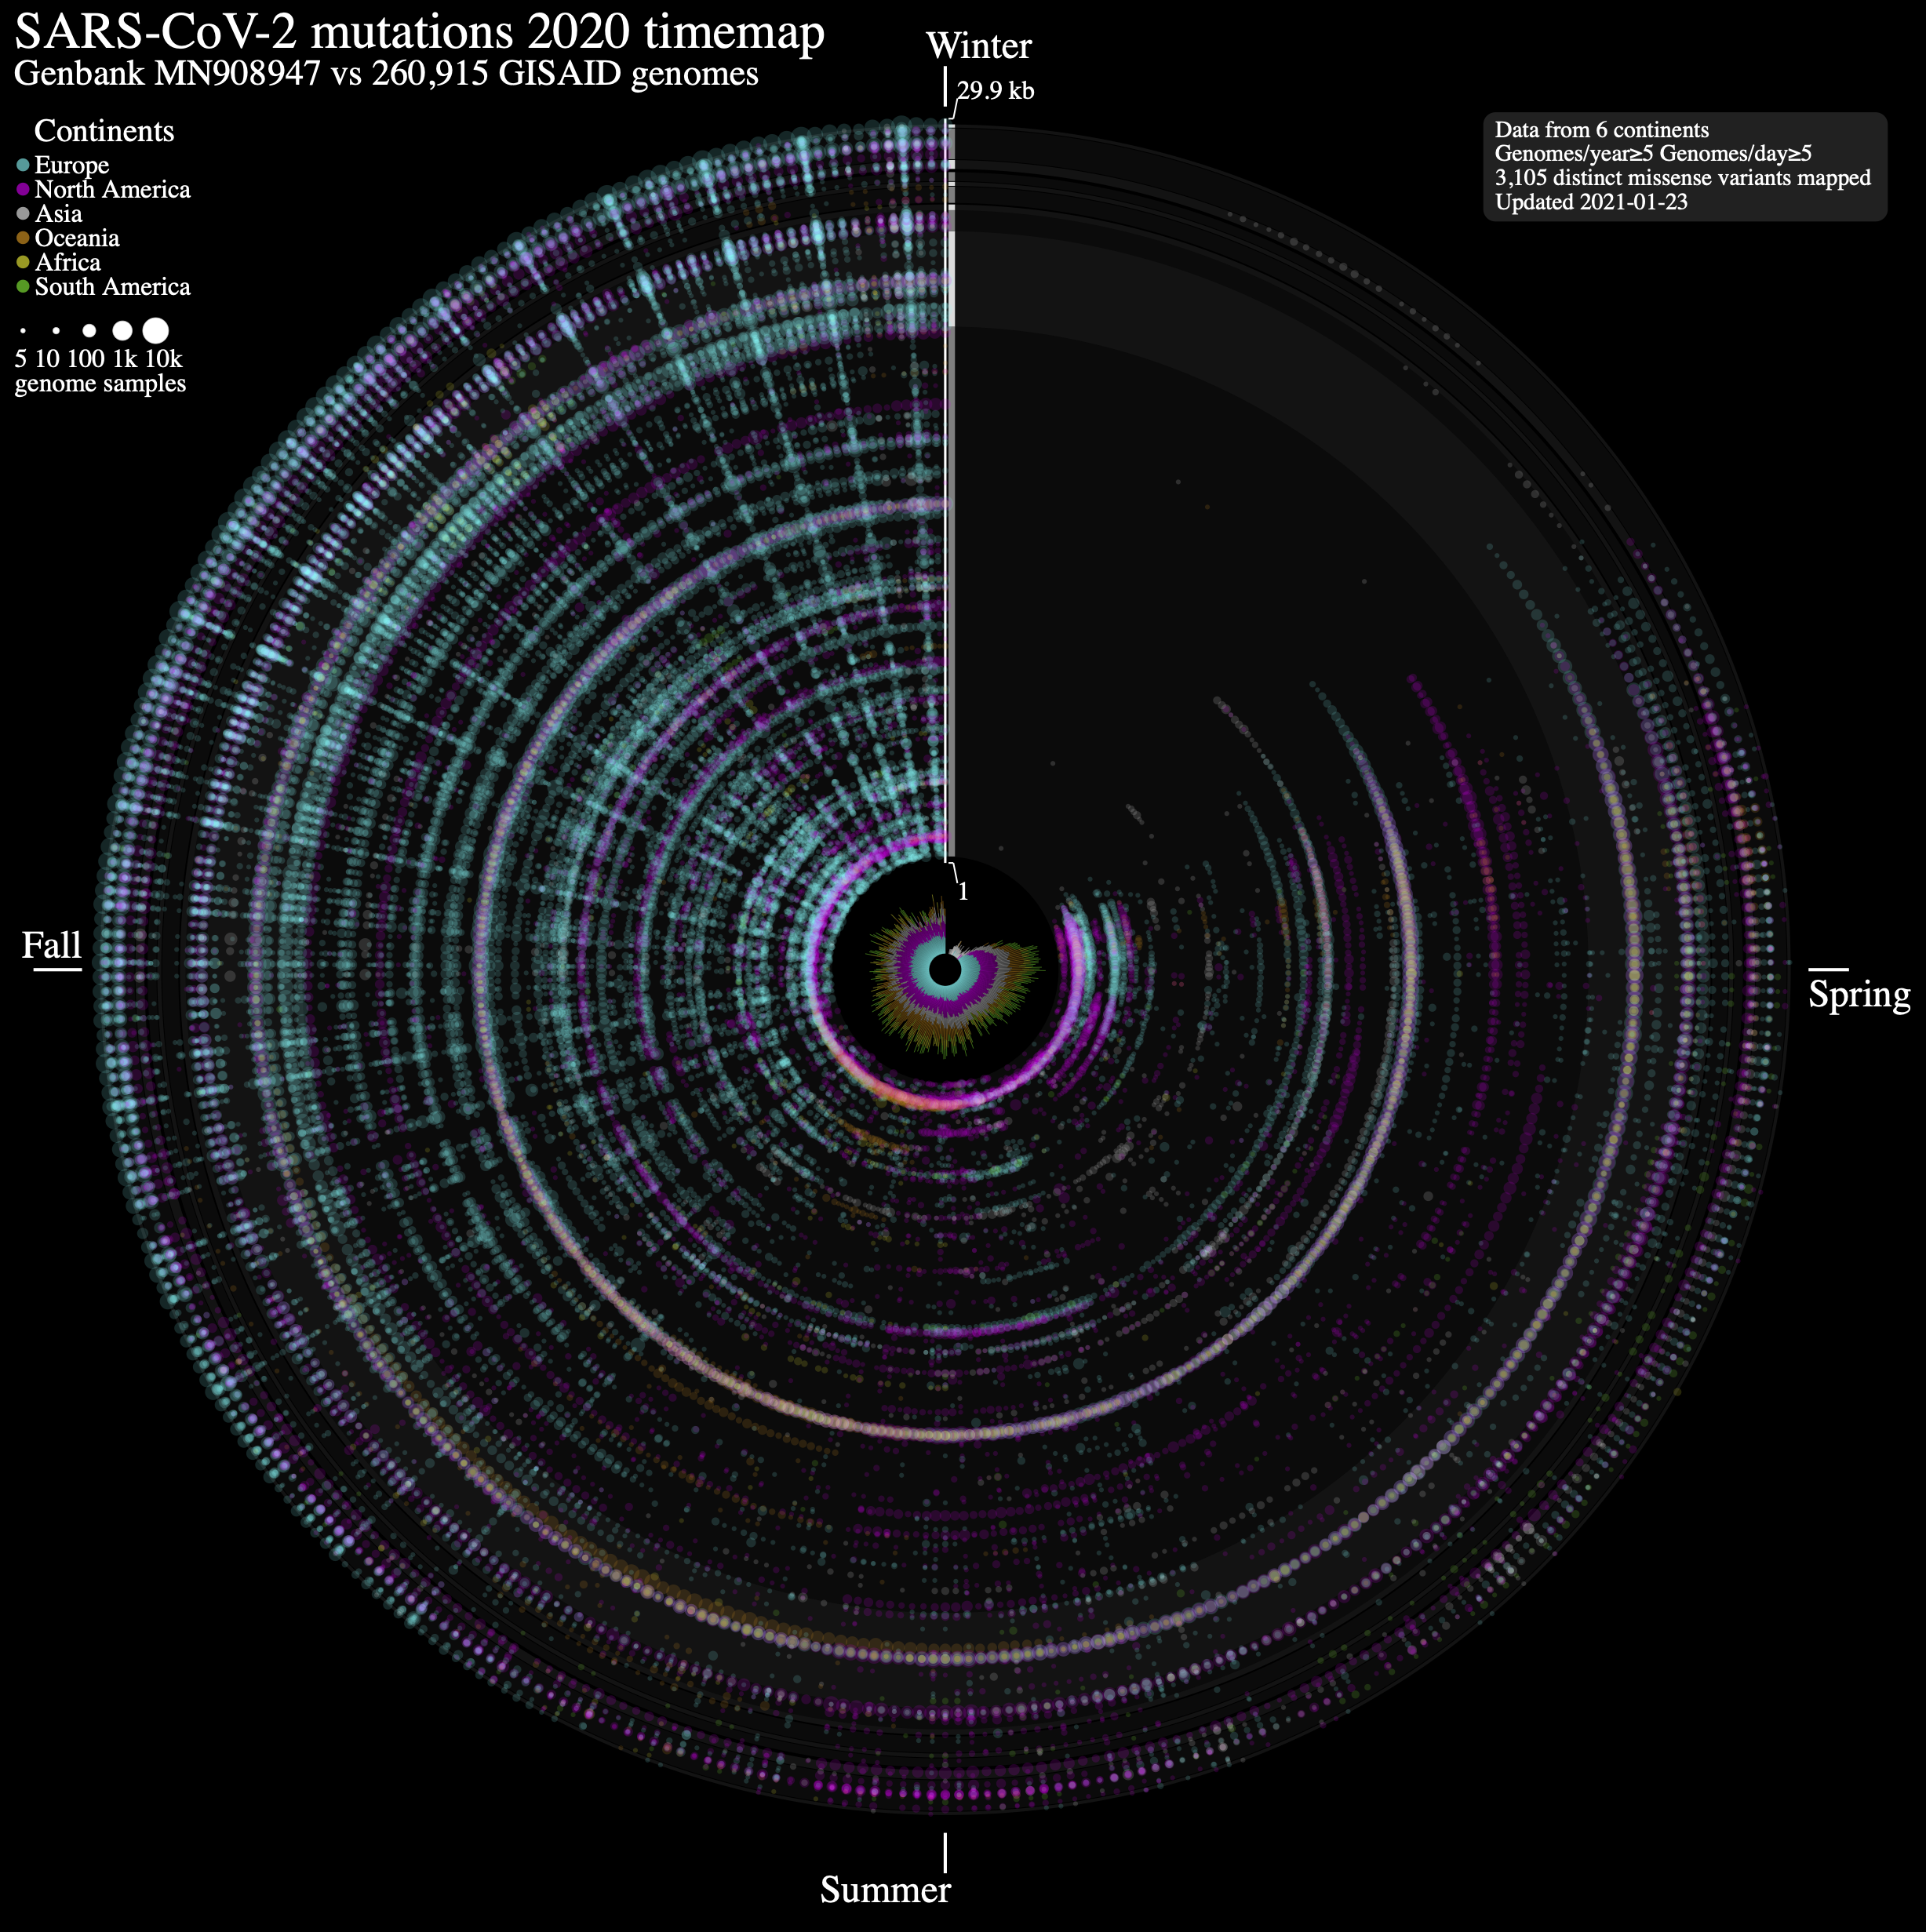 SARS-CoV-2 mutations 2020 timemap
Genbank MN908947 vs 260,915 GISAID genomes
Winter
29.9 kb
Continents
Europe
North America
Asia
Oceania
Africa
South America
5 10 100 1k 10k
genome samples
Data from 6 continents
Genomes/year≥5 Genomes/day≥5
3,105 distinct missense variants mapped
Updated 2021-01-23
1
Fall
Spring
Summer